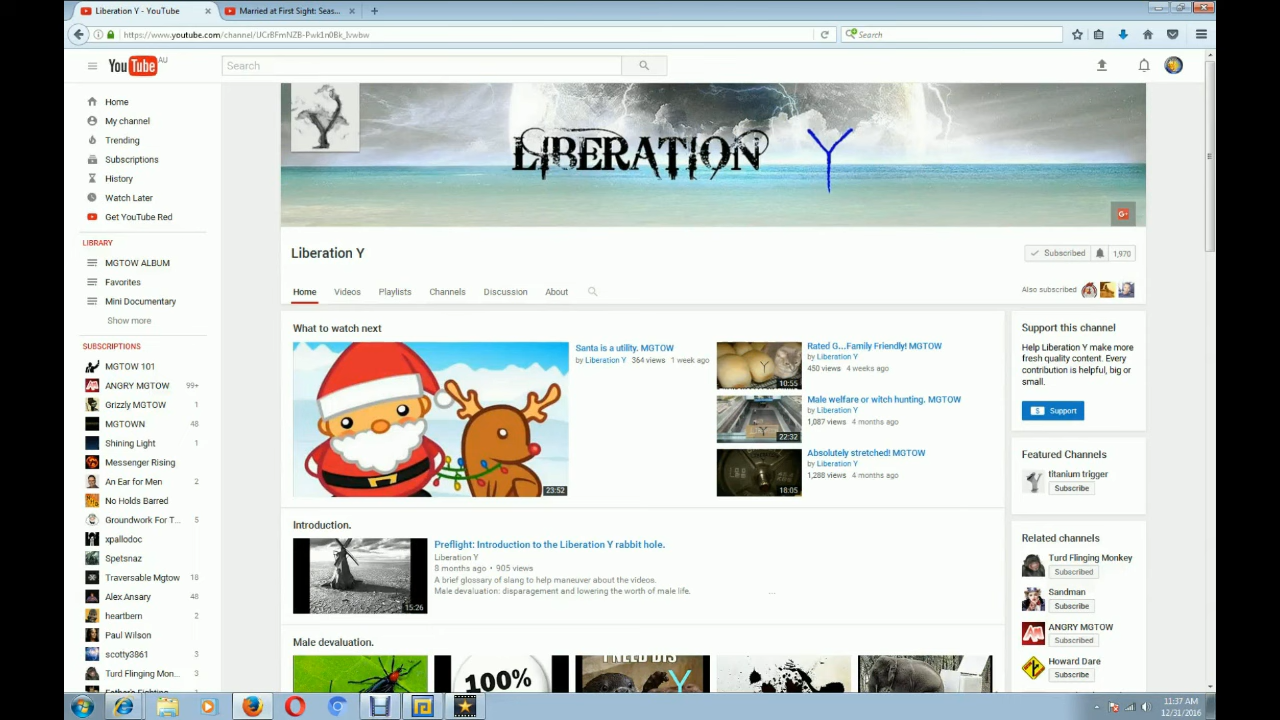 Liberation Y - YouTube
Married at First Sight: Seas...
https://www.youtube.com/channel/
Search
YouTube AU
Search
Home
My channel
Trending
Subscriptions
History
Watch Later
Get YouTube Red
LIBRARY
MGTOW ALBUM
Favorites
Mini Documentary
Show more
SUBSCRIPTIONS
MGTOW 101
ANGRY MGTOW 99+
Grizzly MGTOW 1
MGTOWN 48
Shining Light 1
Messenger Rising
An Ear for Men 2
No Holds Barred
Groundwork For T... 5
xpallodoc
Spetsnaz
Traversable Mgtow 18
Alex Ansary 48
heartbern 2
Paul Wilson
scotty3861 3
Turd Flinging Mon... 3
LIBERATION Y
Liberation Y
Subscribed 1,970
Home Videos Playlists Channels Discussion About
Also subscribed
What to watch next
23:52
Santa is a utility. MGTOW
by Liberation Y 364 views 1 week ago
10:55
Rated G...Family Friendly! MGTOW
by Liberation Y
450 views 4 weeks ago
22:32
Male welfare or witch hunting. MGTOW
by Liberation Y
1,087 views 4 months ago
18:05
Absolutely stretched! MGTOW
by Liberation Y
1,288 views 4 months ago
Introduction.
15:26
Preflight: Introduction to the Liberation Y rabbit hole.
Liberation Y
8 months ago • 905 views
A brief glossary of slang to help maneuver about the videos.
Male devaluation: disparagement and lowering the worth of male life.
...
Male devaluation.
100%
I NEED DIS
Y
Support this channel
Help Liberation Y make more
fresh quality content. Every
contribution is helpful, big or
small.
$ Support
Featured Channels
titanium trigger
Subscribe
Related channels
Turd Flinging Monkey
Subscribed
Sandman
Subscribe
ANGRY MGTOW
Subscribed
Howard Dare
Subscribe
11:37 AM
12/31/2016